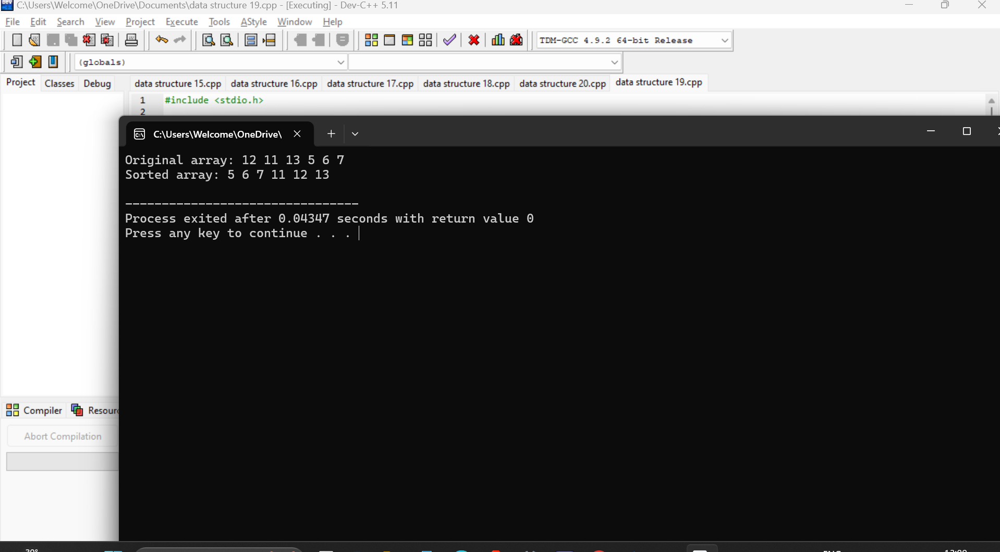 C:\Users\Welcome\OneDrive\Documents\data structure 19.cpp - [Executing] - Dev-C++ 5.11
File Edit Search View Project Execute Tools AStyle Window Help
TDM-GCC 4.9.2 64-bit Release
(globals)
Project Classes Debug
data structure 15.cpp data structure 16.cpp data structure 17.cpp data structure 18.cpp data structure 20.cpp data structure 19.cpp
1 #include <stdio.h>
2
C:\Users\Welcome\OneDrive\
Original array: 12 11 13 5 6 7
Sorted array: 5 6 7 11 12 13
--------------------------------
Process exited after 0.04347 seconds with return value 0
Press any key to continue . . .
Compiler
Abort Compilation